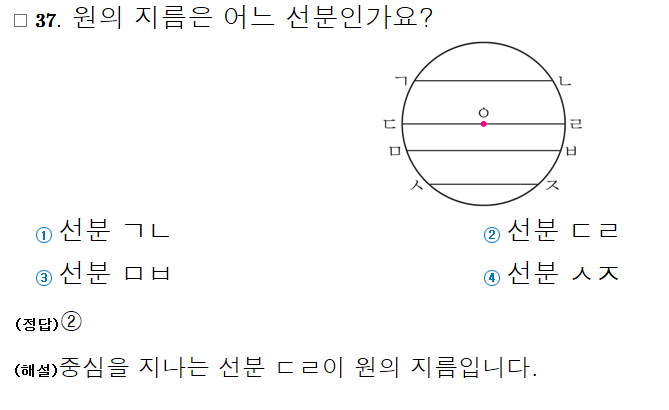 □ 37. 원의 지름은 어느 선분인가요?
ㄱ ㄴ
ㅇ
ㄷ ㄹ
ㅁ ㅂ
ㅅ ㅈ
① 선분 ㄱㄴ ② 선분 ㄷㄹ
③ 선분 ㅁㅂ ④ 선분 ㅅㅈ
(정답)②
(해설)중심을 지나는 선분 ㄷㄹ이 원의 지름입니다.